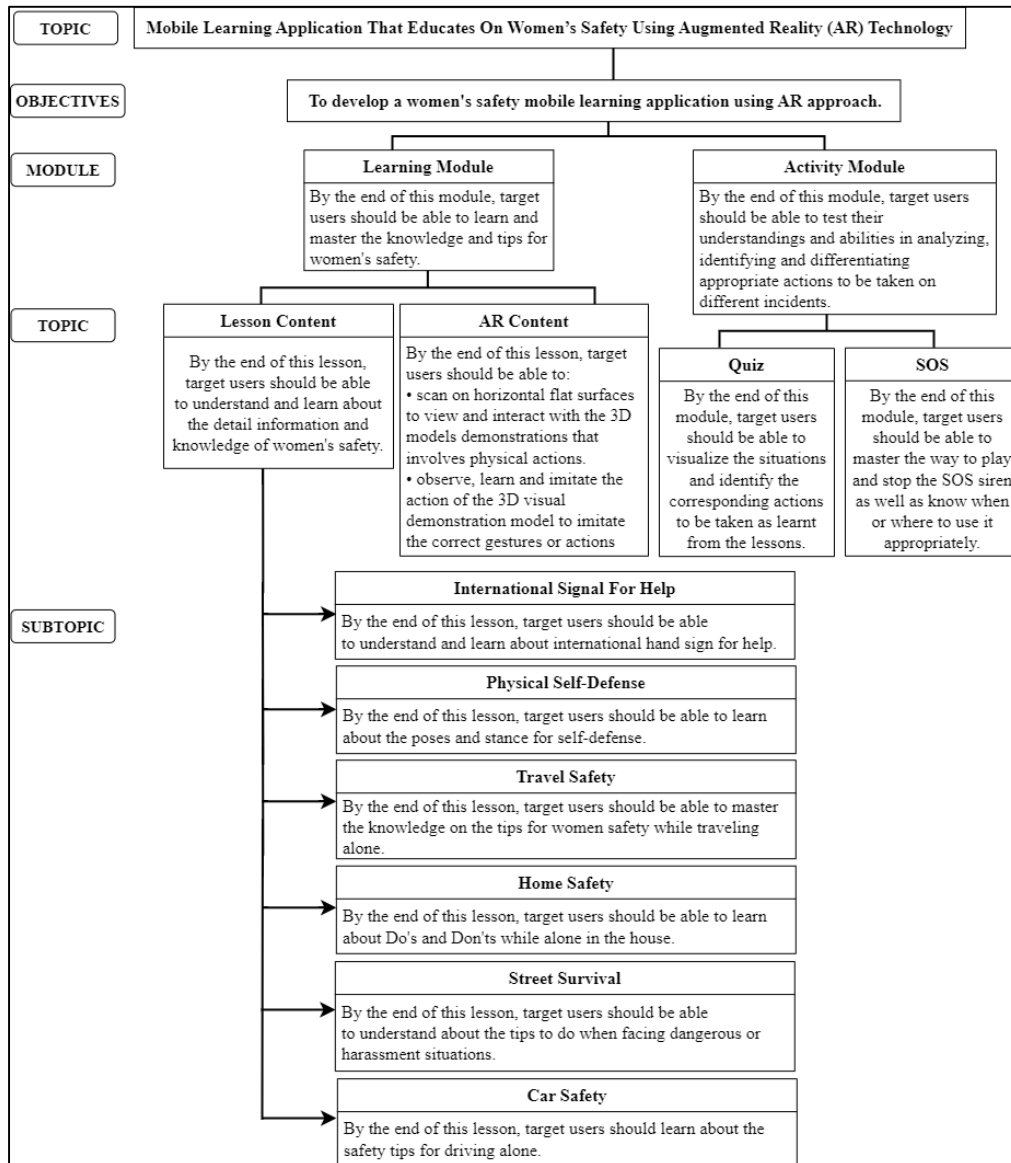 TOPIC
Mobile Learning Application That Educates On Women's Safety Using Augmented Reality (AR) Technology
OBJECTIVES
To develop a women's safety mobile learning application using AR approach.
MODULE
Learning Module
By the end of this module, target
users should be able to learn and
master the knowledge and tips for
women's safety.
Activity Module
By the end of this module, target users
should be able to test their
understandings and abilities in analyzing,
identifying and differentiating
appropriate actions to be taken on
different incidents.
TOPIC
Lesson Content
By the end of this lesson,
target users should be able
to understand and learn about
the detail information and
knowledge of women's safety.
AR Content
By the end of this lesson, target
users should be able to:
• scan on horizontal flat surfaces
to view and interact with the 3D
models demonstrations that
involves physical actions.
• observe, learn and imitate the
action of the 3D visual
demonstration model to imitate
the correct gestures or actions
Quiz
By the end of this
module, target users
should be able to
visualize the situations
and identify the
corresponding actions
to be taken as learnt
from the lessons.
SOS
By the end of this
module, target users
should be able to
master the way to play
and stop the SOS siren
as well as know when
or where to use it
appropriately.
SUBTOPIC
International Signal For Help
By the end of this lesson, target users should be able
to understand and learn about international hand sign for help.
Physical Self-Defense
By the end of this lesson, target users should be able to learn
about the poses and stance for self-defense.
Travel Safety
By the end of this lesson, target users should be able to master
the knowledge on the tips for women safety while traveling
alone.
Home Safety
By the end of this lesson, target users should be able to learn
about Do's and Don'ts while alone in the house.
Street Survival
By the end of this lesson, target users should be able
to understand about the tips to do when facing dangerous or
harassment situations.
Car Safety
By the end of this lesson, target users should learn about the
safety tips for driving alone.